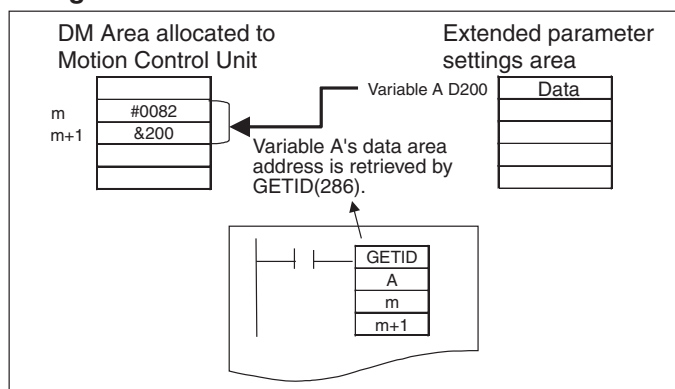 DM Area allocated to
Motion Control Unit
Extended parameter
settings area
Variable A D200
Data
m
#0082
m+1
&200
Variable A's data area
address is retrieved by
GETID(286).
GETID
A
m
m+1